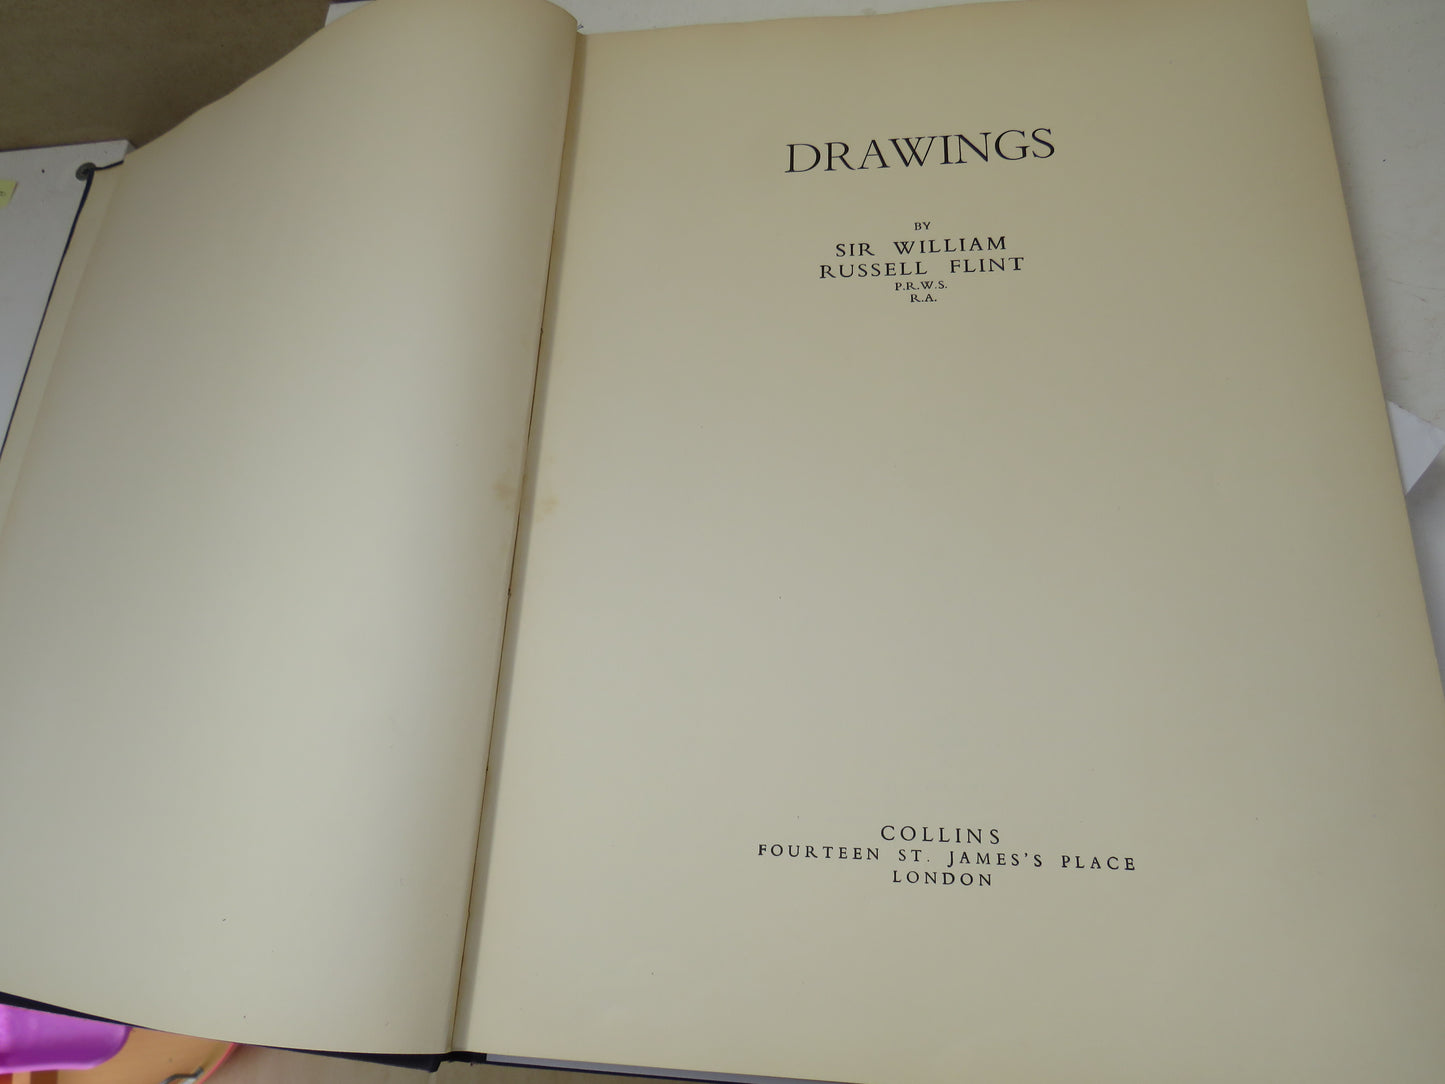 DRAWINGS
BY
SIR WILLIAM
RUSSELL FLINT
P.R.W.S.
R.A.
COLLINS
FOURTEEN ST. JAMES'S PLACE
LONDON